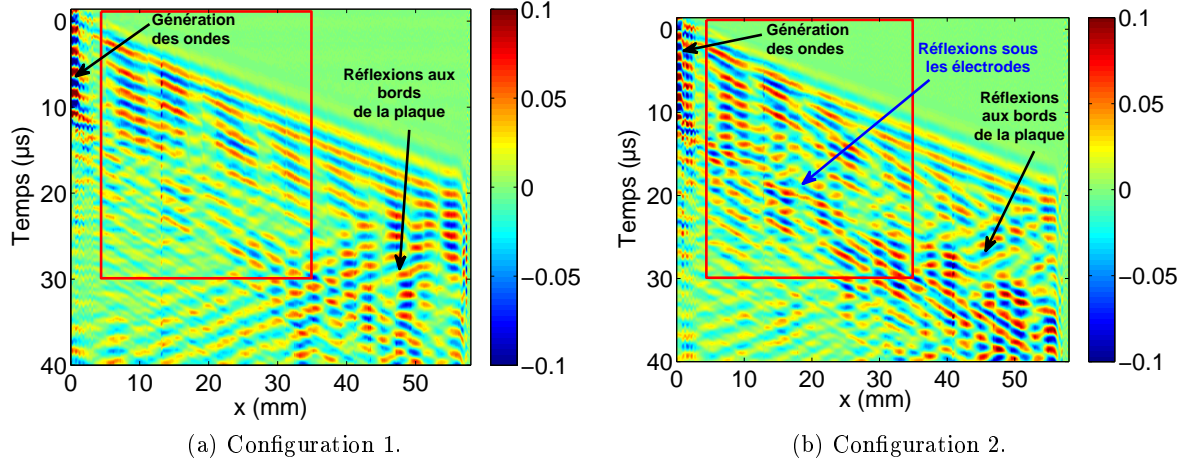 Génération
des ondes
Réflexions aux
bords
de la plaque
0
10
20
30
40
Temps (µs)
0
10
20
30
40
50
x (mm)
0.1
0.05
0
−0.05
−0.1
(a) Configuration 1.
Génération
des ondes
Réflexions sous
les électrodes
Réflexions
aux bords
de la plaque
0
10
20
30
40
Temps (µs)
0
10
20
30
40
50
x (mm)
0.1
0.05
0
−0.05
−0.1
(b) Configuration 2.